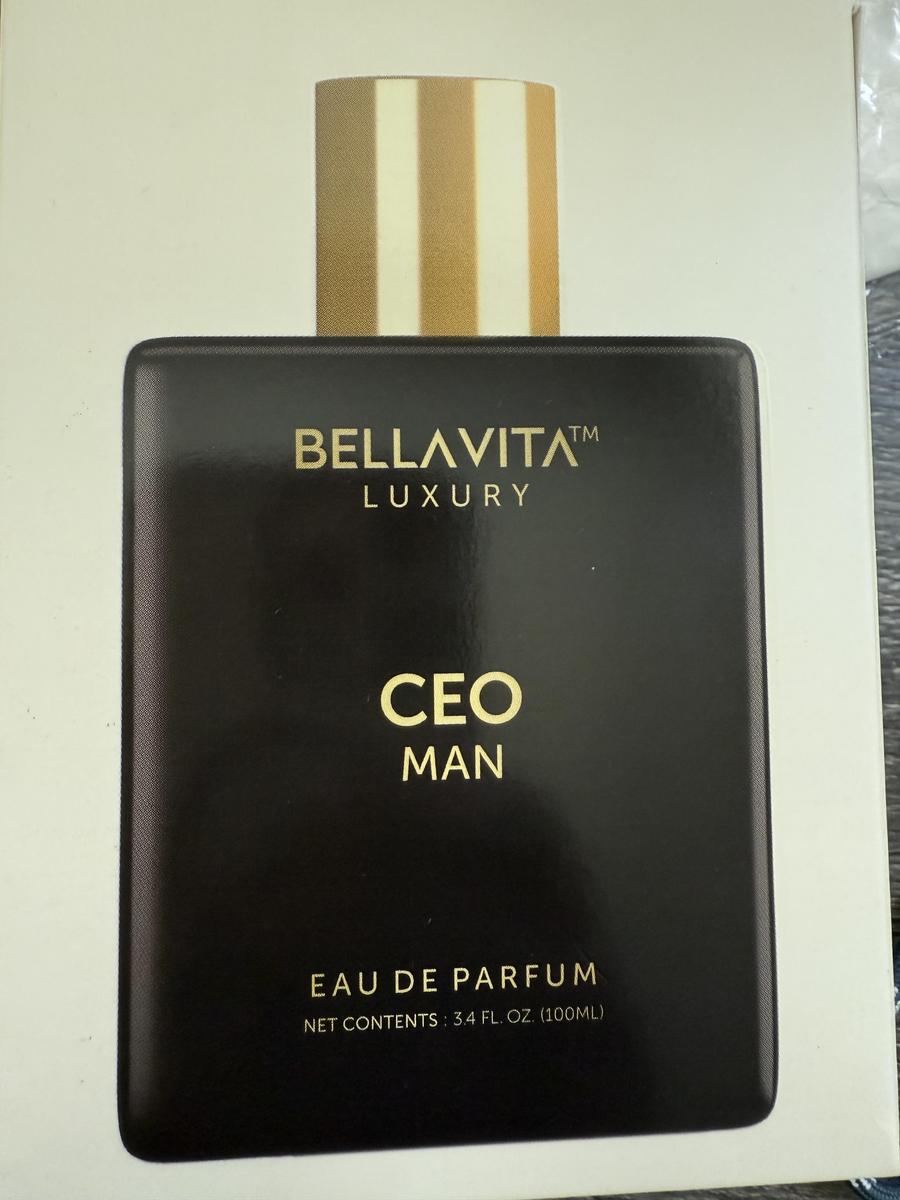 BELLAVITA™
LUXURY
CEO
MAN
EAU DE PARFUM
NET CONTENTS : 3.4 FL. OZ. (100ML)